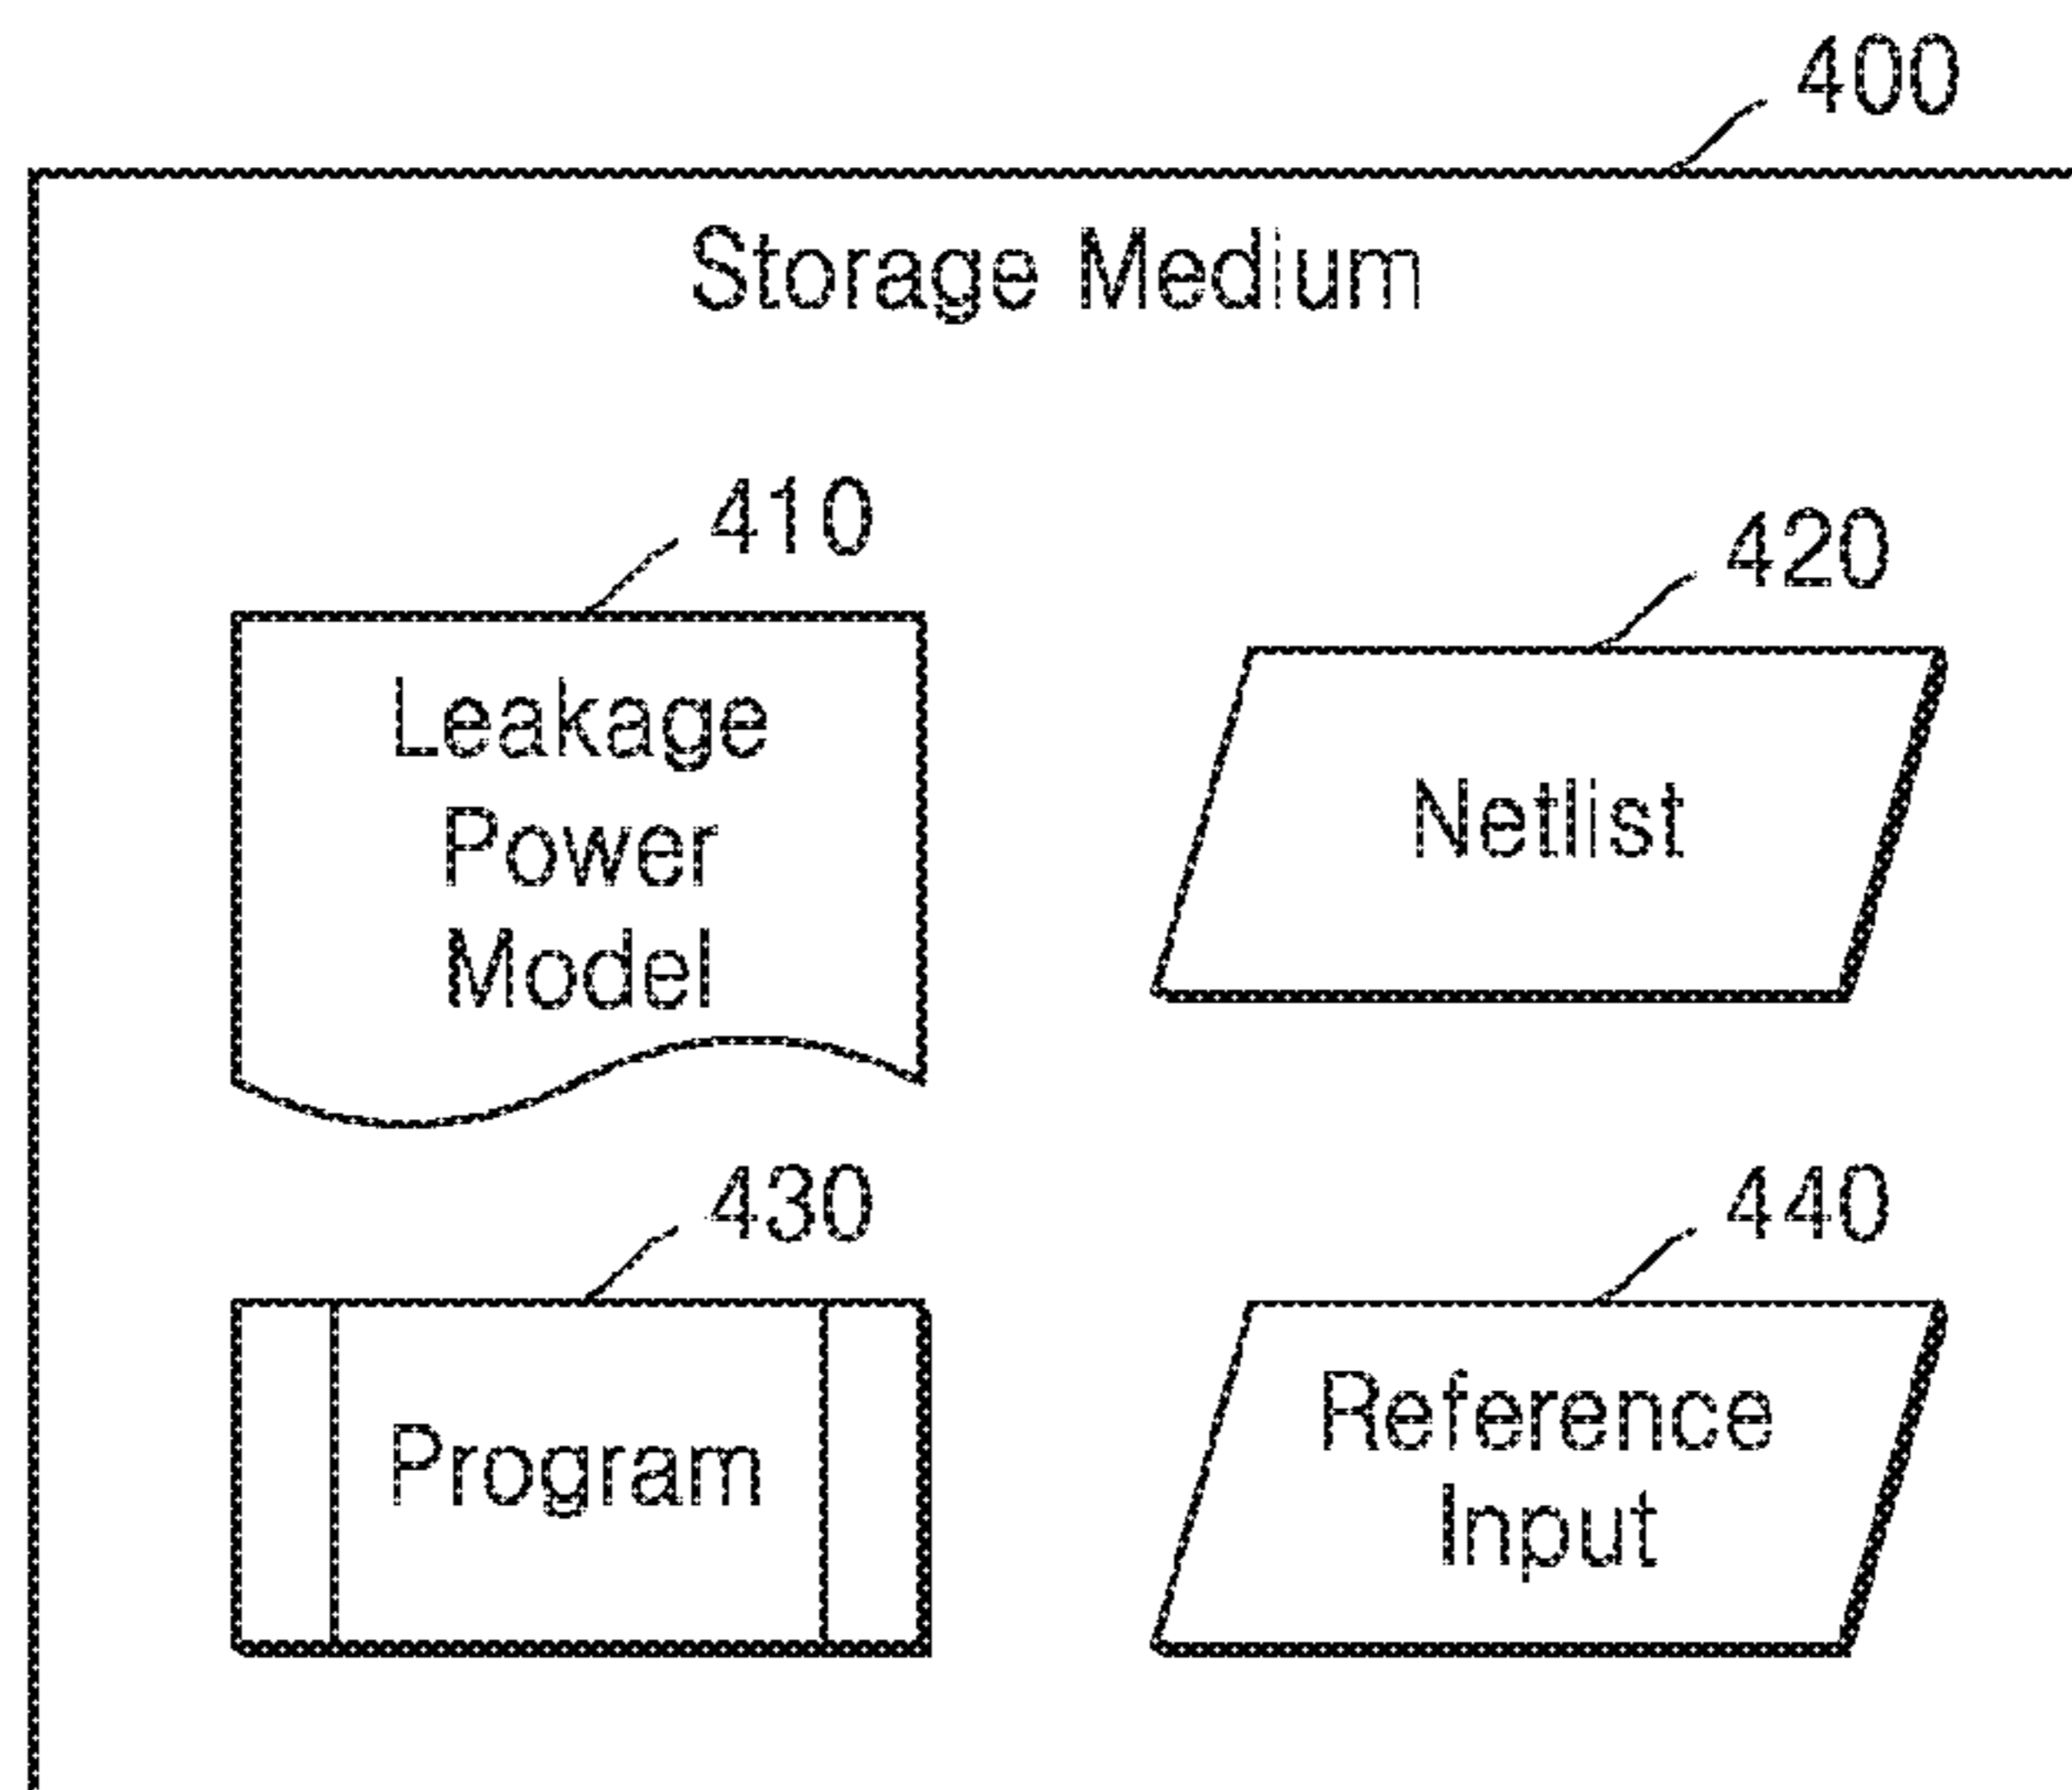 400
Storage Medium
410
Leakage
Power
Model
420
Netlist
430
Program
440
Reference
Input